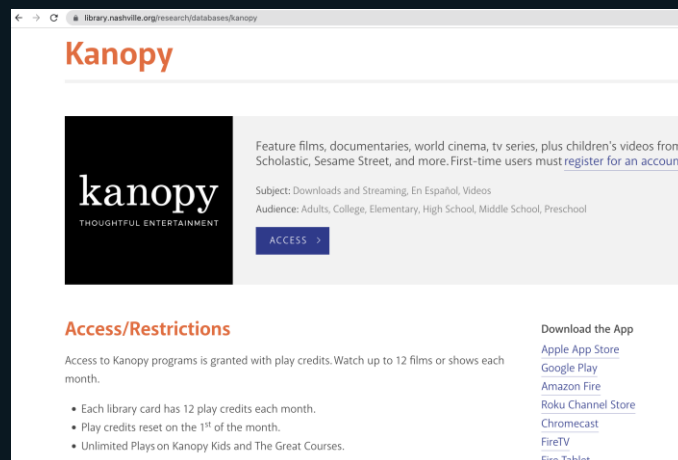 library.nashville.org/research/databases/kanopy
Kanopy
kanopy
THOUGHTFUL ENTERTAINMENT
Feature films, documentaries, world cinema, tv series, plus children's videos from
Scholastic, Sesame Street, and more. First-time users must register for an accoun
Subject: Downloads and Streaming, En Español, Videos
Audience: Adults, College, Elementary, High School, Middle School, Preschool
ACCESS >
Access/Restrictions
Access to Kanopy programs is granted with play credits. Watch up to 12 films or shows each
month.
• Each library card has 12 play credits each month.
• Play credits reset on the 1st of the month.
• Unlimited Plays on Kanopy Kids and The Great Courses.
Download the App
Apple App Store
Google Play
Amazon Fire
Roku Channel Store
Chromecast
FireTV
Fire Tablet